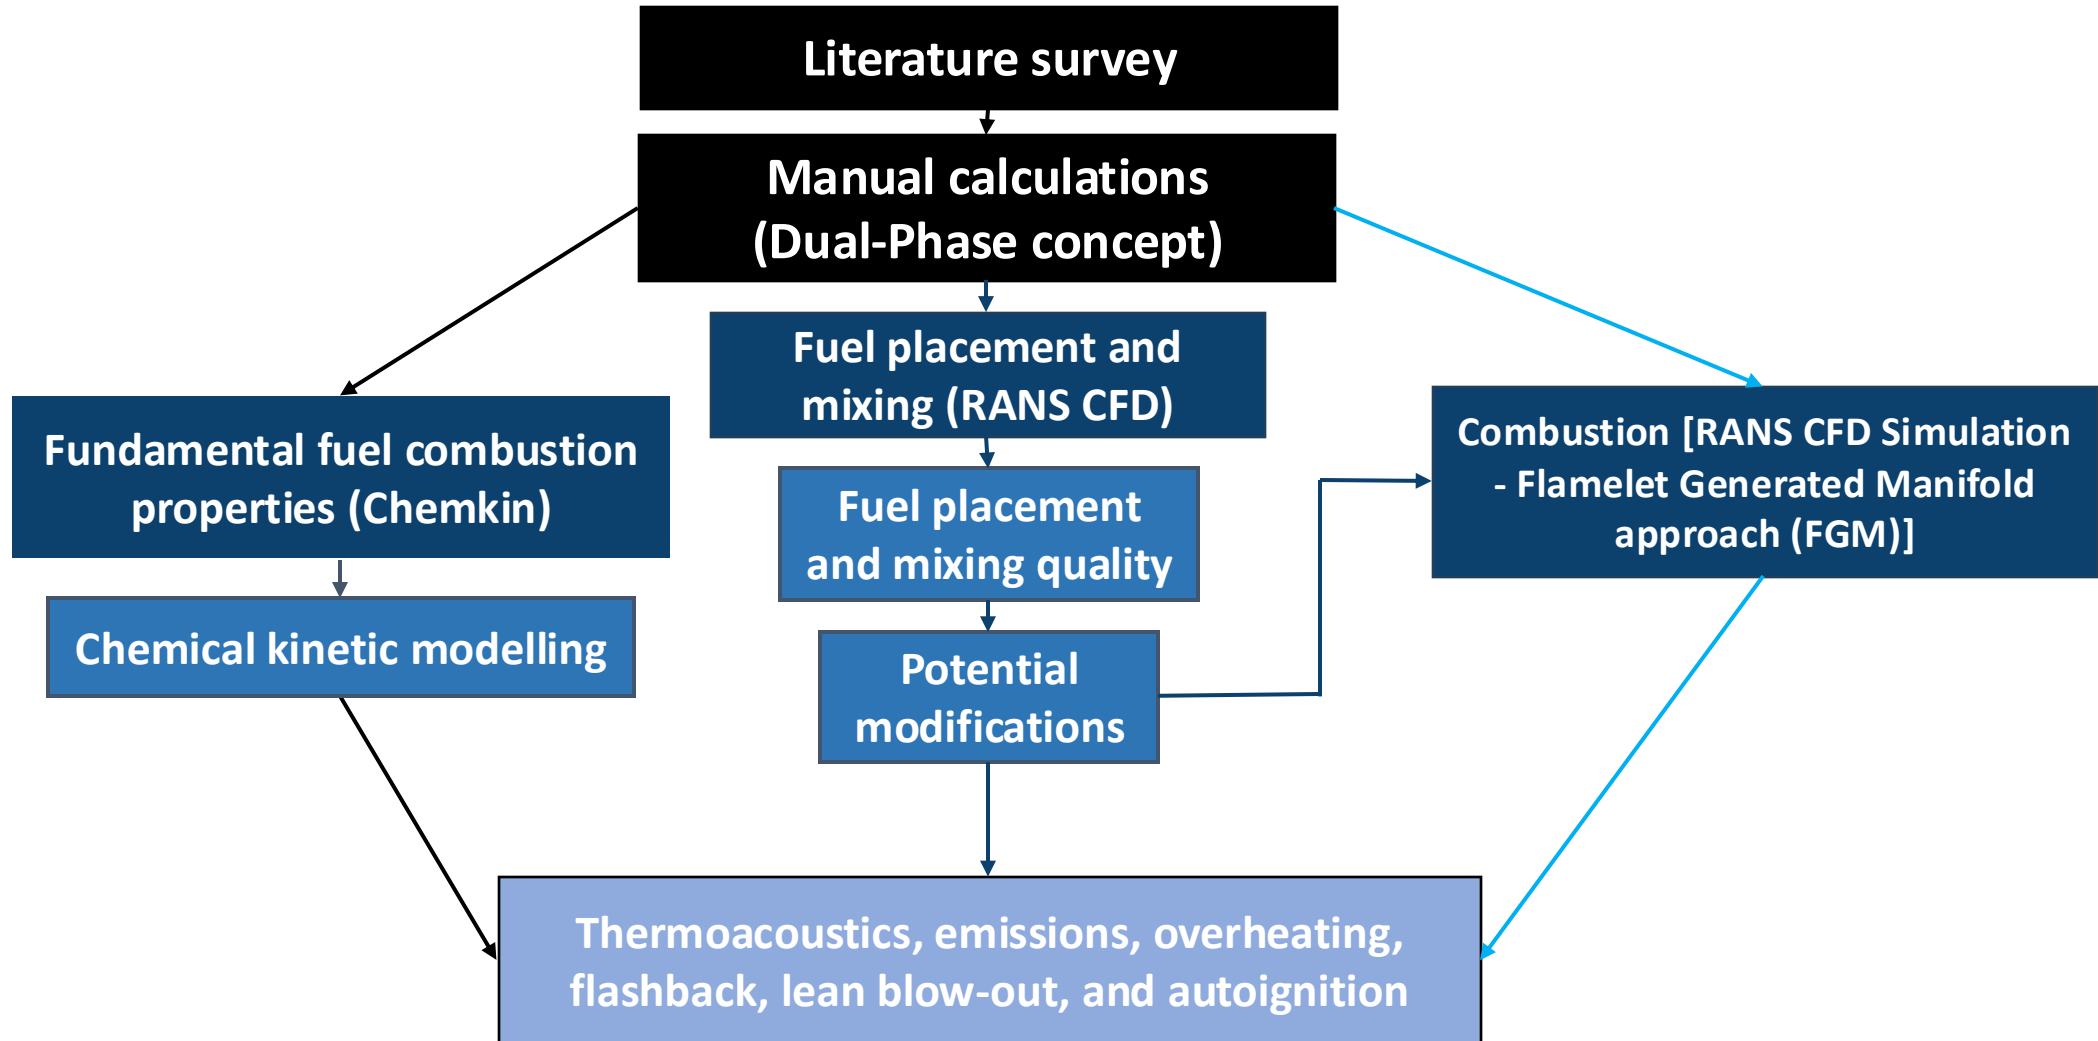 Literature survey
Manual calculations
(Dual-Phase concept)
Fuel placement and
mixing (RANS CFD)
Fundamental fuel combustion
properties (Chemkin)
Combustion [RANS CFD Simulation
- Flamelet Generated Manifold
approach (FGM)]
Fuel placement
and mixing quality
Chemical kinetic modelling
Potential
modifications
Thermoacoustics, emissions, overheating,
flashback, lean blow-out, and autoignition